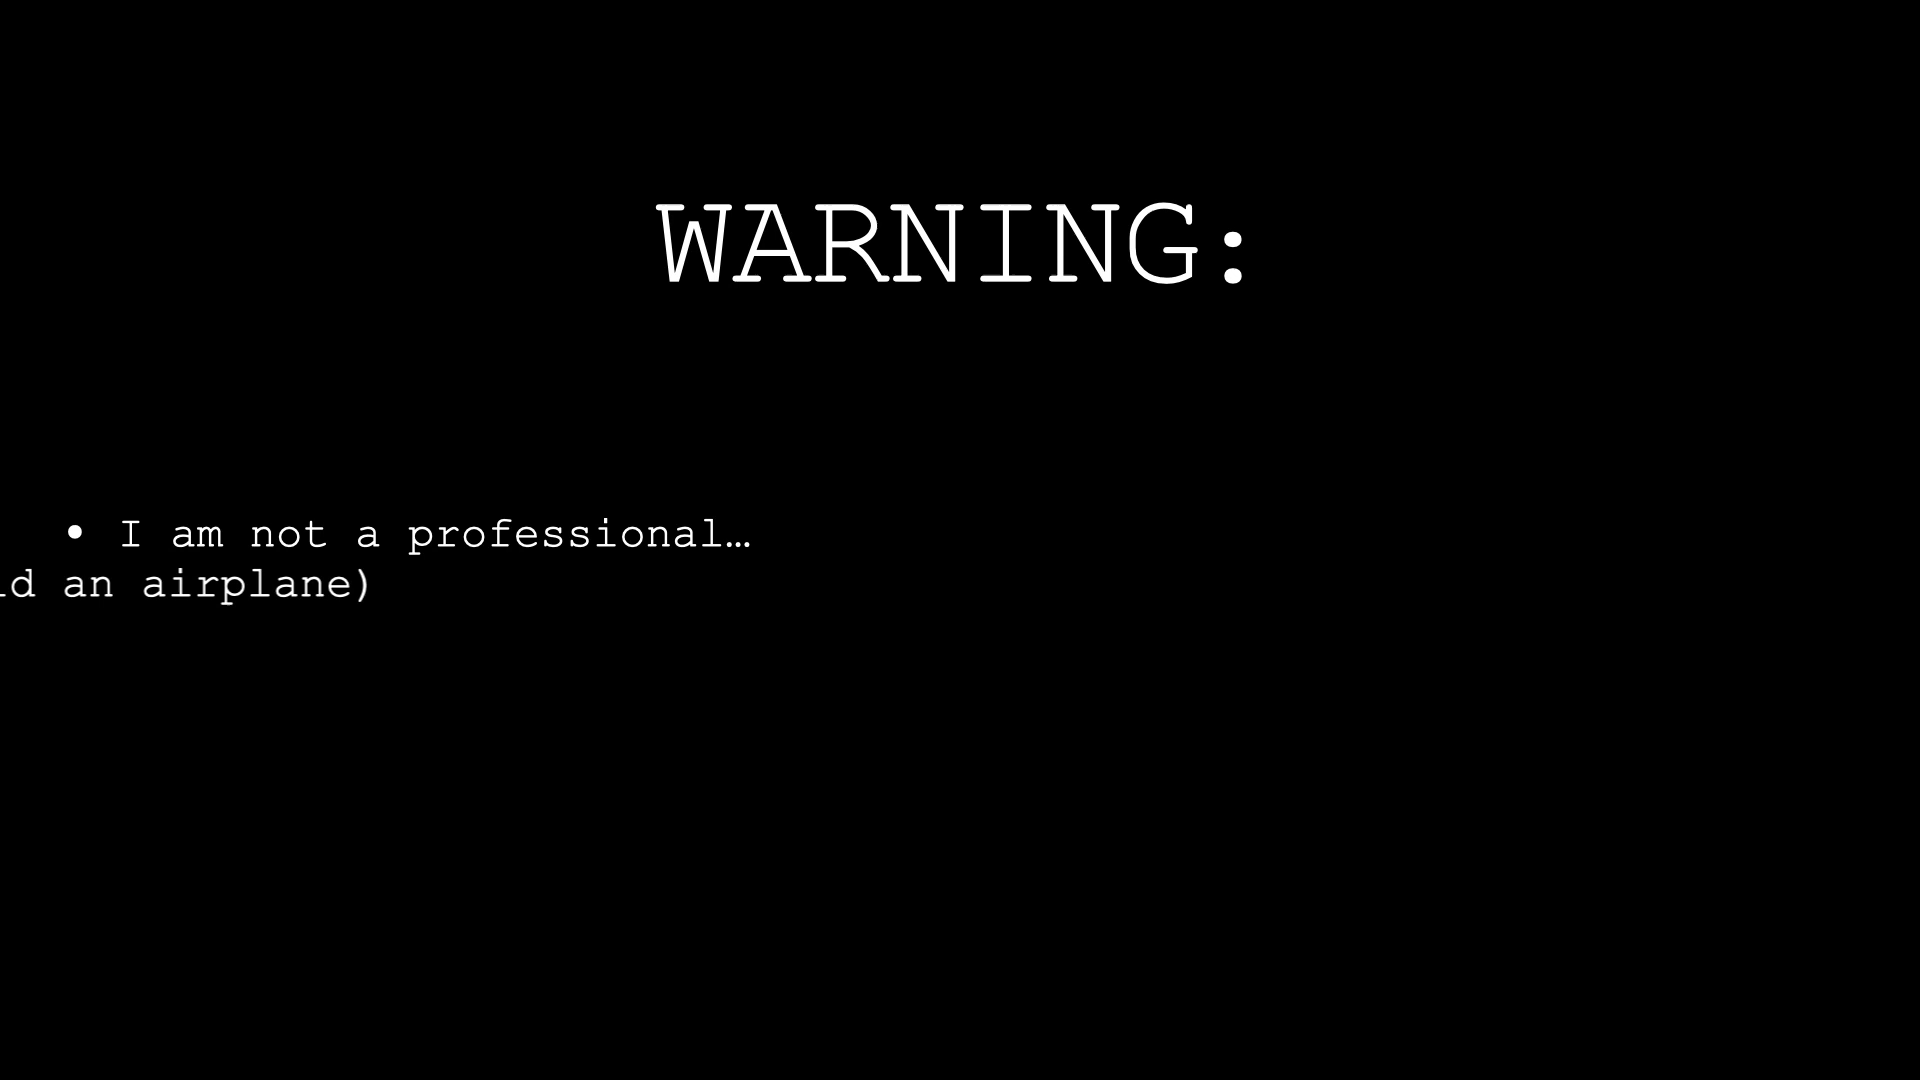 WARNING:
• I am not a professional…
d an airplane)